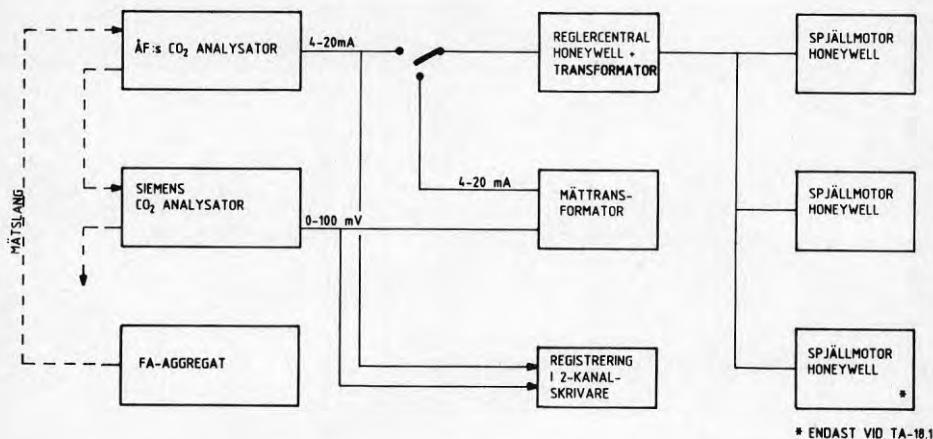 ÅF:s CO₂ ANALYSATOR
4-20mA
REGLERCENTRAL
HONEYWELL +
TRANSFORMATOR
SPJÄLLMOTOR
HONEYWELL
MÄTSLANG
SIEMENS
CO₂ ANALYSATOR
0-100 mV
4-20 mA
MÄTTRANS-
FORMATOR
SPJÄLLMOTOR
HONEYWELL
FA-AGGREGAT
REGISTRERING
I 2-KANAL-
SKRIVARE
SPJÄLLMOTOR
HONEYWELL
*
* ENDAST VID TA-18.1